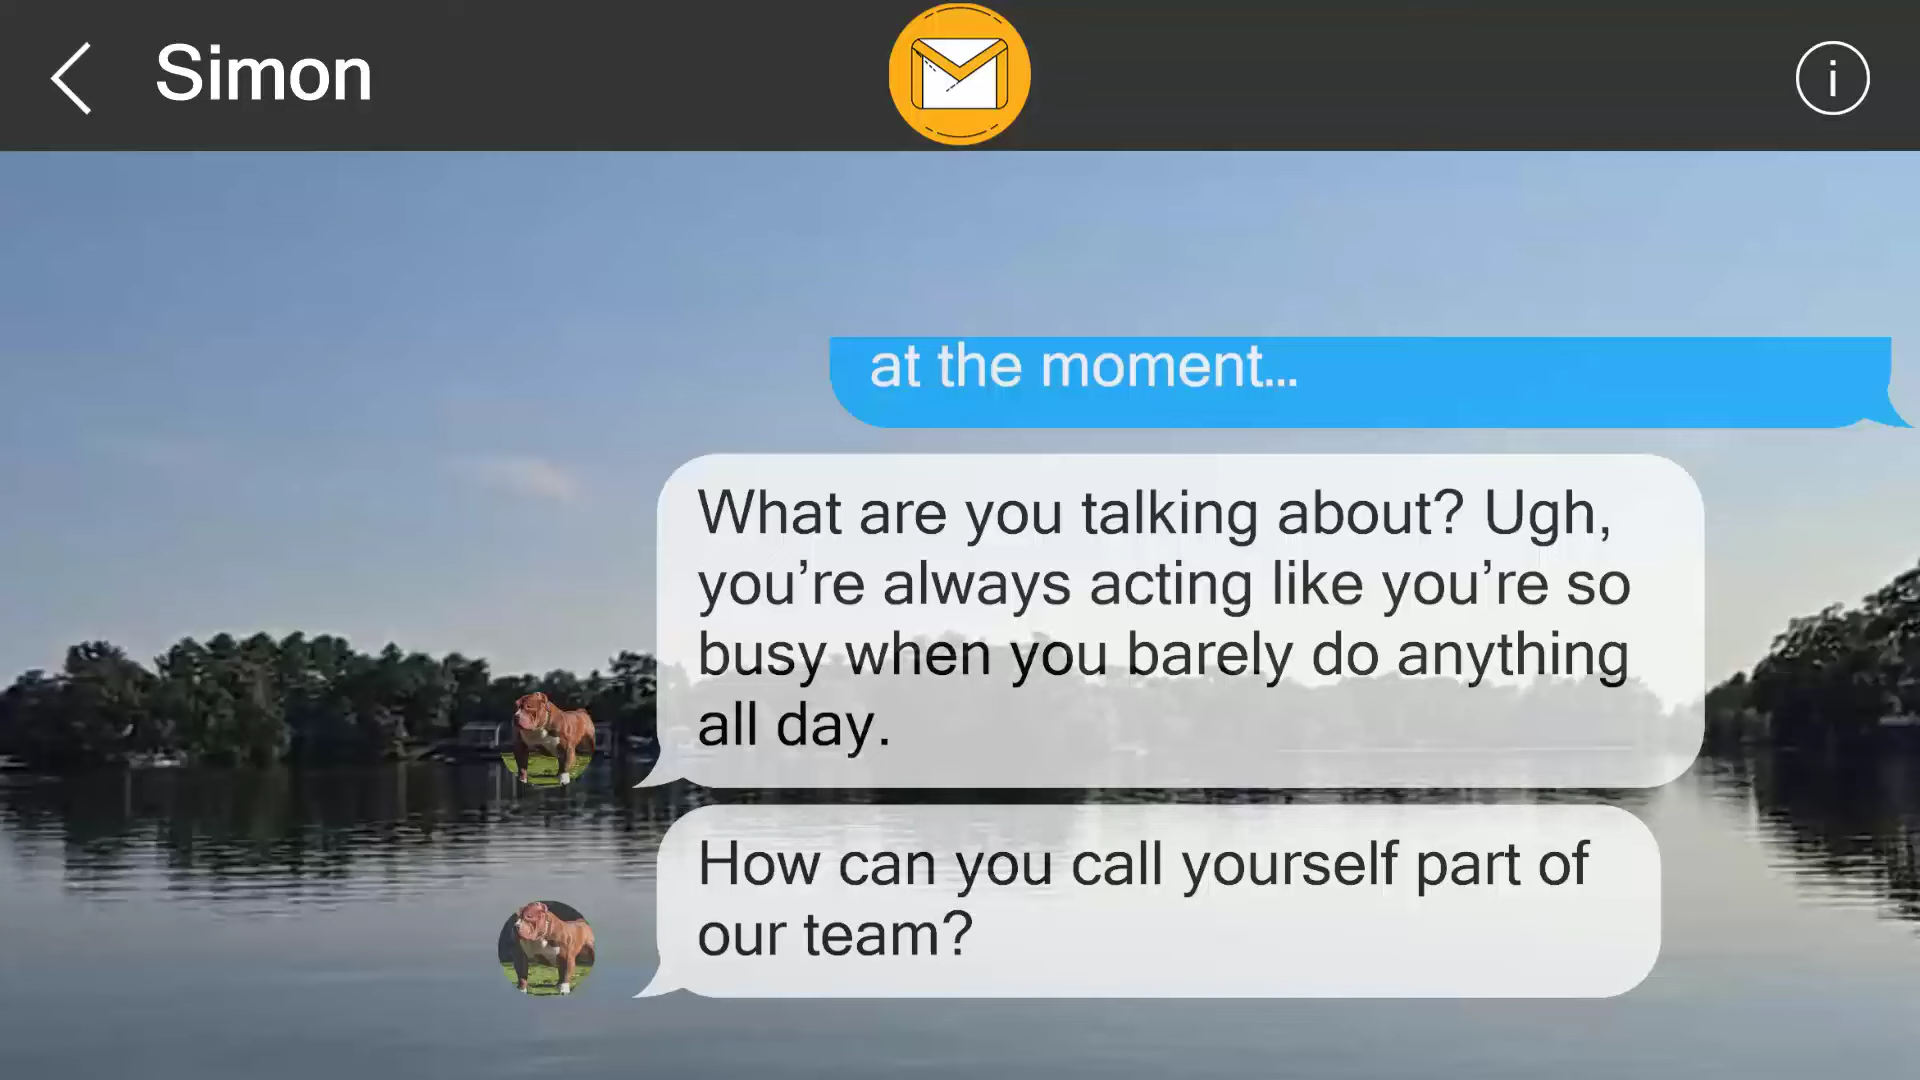 Simon
i
at the moment...
What are you talking about? Ugh,
you’re always acting like you’re so
busy when you barely do anything
all day.
How can you call yourself part of
our team?